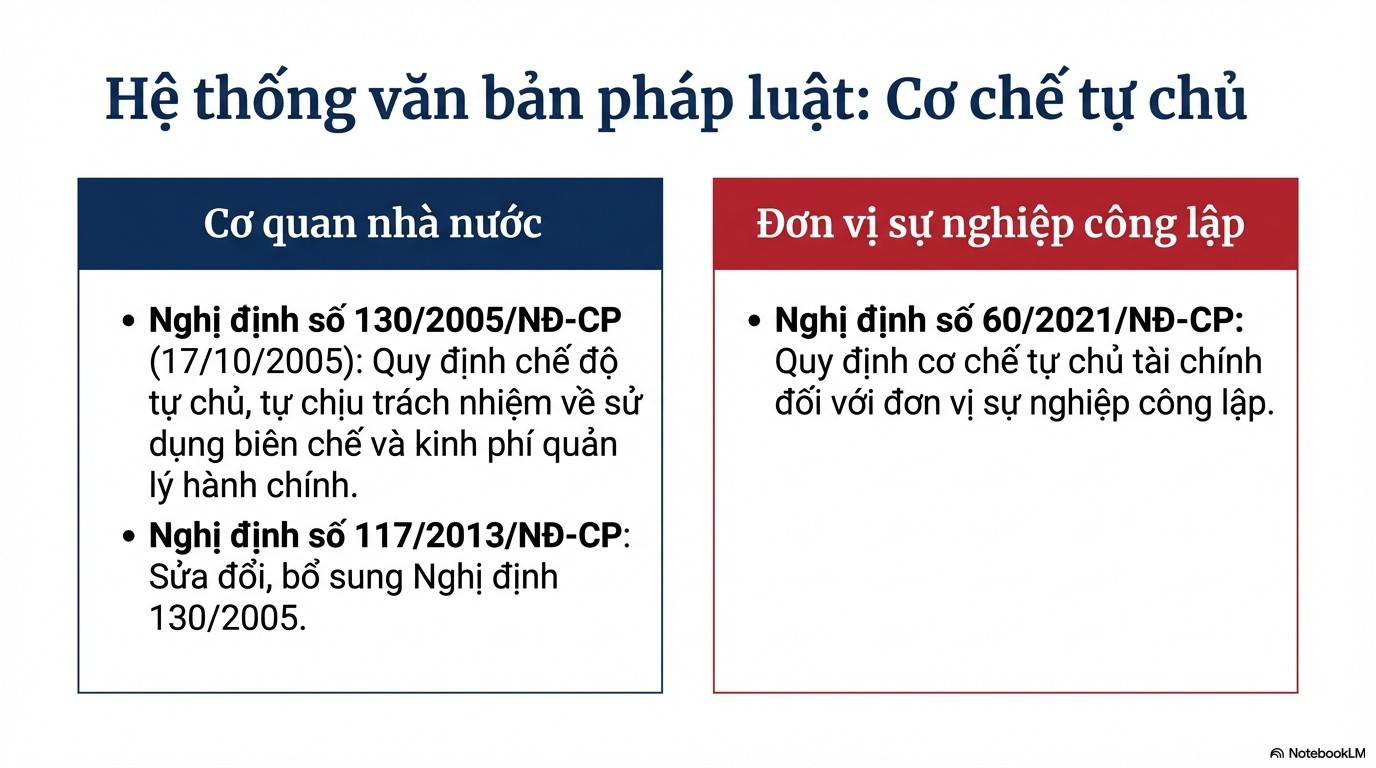 Hệ thống văn bản pháp luật: Cơ chế tự chủ
Cơ quan nhà nước
• Nghị định số 130/2005/NĐ-CP
(17/10/2005): Quy định chế độ
tự chủ, tự chịu trách nhiệm về sử
dụng biên chế và kinh phí quản
lý hành chính.
• Nghị định số 117/2013/NĐ-CP:
Sửa đổi, bổ sung Nghị định
130/2005.
Đơn vị sự nghiệp công lập
• Nghị định số 60/2021/NĐ-CP:
Quy định cơ chế tự chủ tài chính
đối với đơn vị sự nghiệp công lập.
NotebookLM